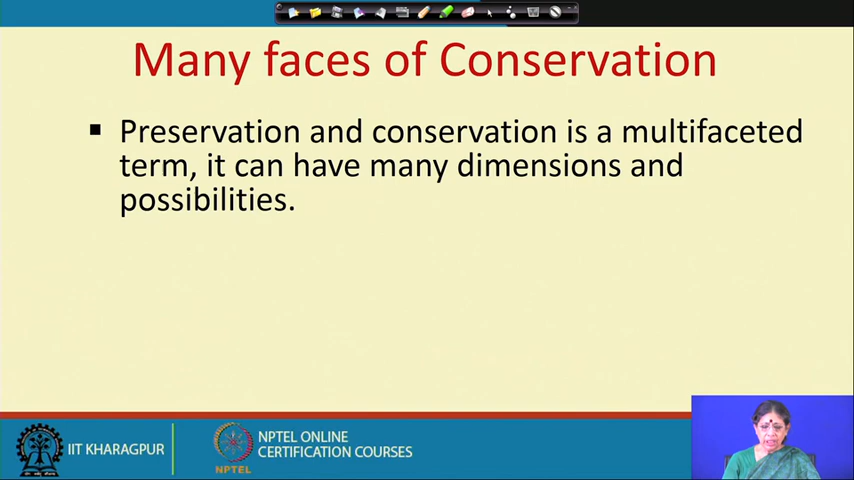 Many faces of Conservation
▪ Preservation and conservation is a multifaceted
term, it can have many dimensions and
possibilities.
IIT KHARAGPUR
NPTEL
NPTEL ONLINE
CERTIFICATION COURSES